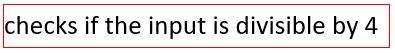 checks if the input is divisible by 4